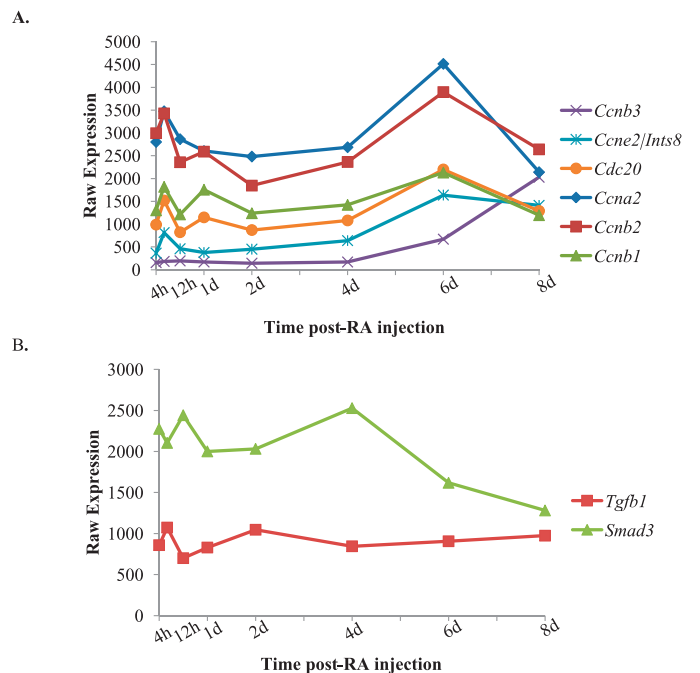 A.
5000
4500
4000
3500
3000
2500
2000
1500
1000
500
0
Raw Expression
4h
12h
1d
2d
4d
6d
8d
Time post-RA injection
Ccnb3
Ccne2/Ints8
Cdc20
Ccna2
Ccnb2
Ccnb1
B.
3000
2500
2000
1500
1000
500
0
Raw Expression
4h
12h
1d
2d
4d
6d
8d
Time post-RA injection
Tgfb1
Smad3